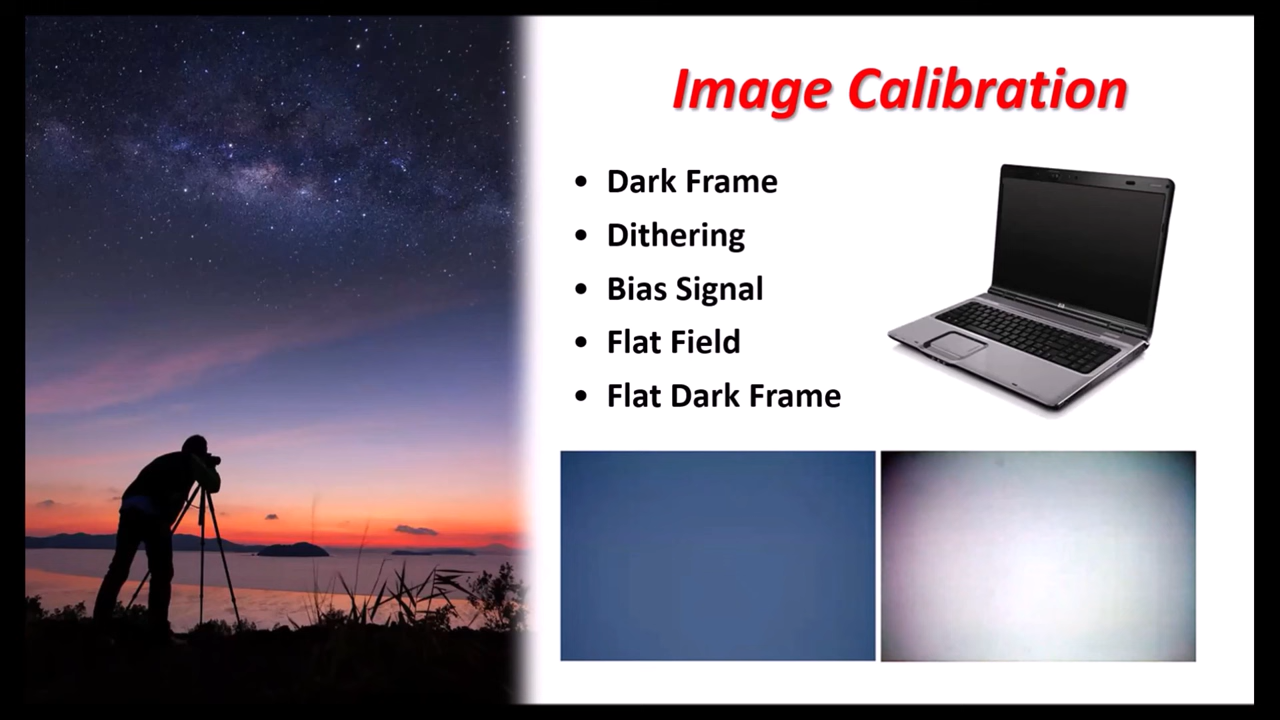 Image Calibration
• Dark Frame
• Dithering
• Bias Signal
• Flat Field
• Flat Dark Frame